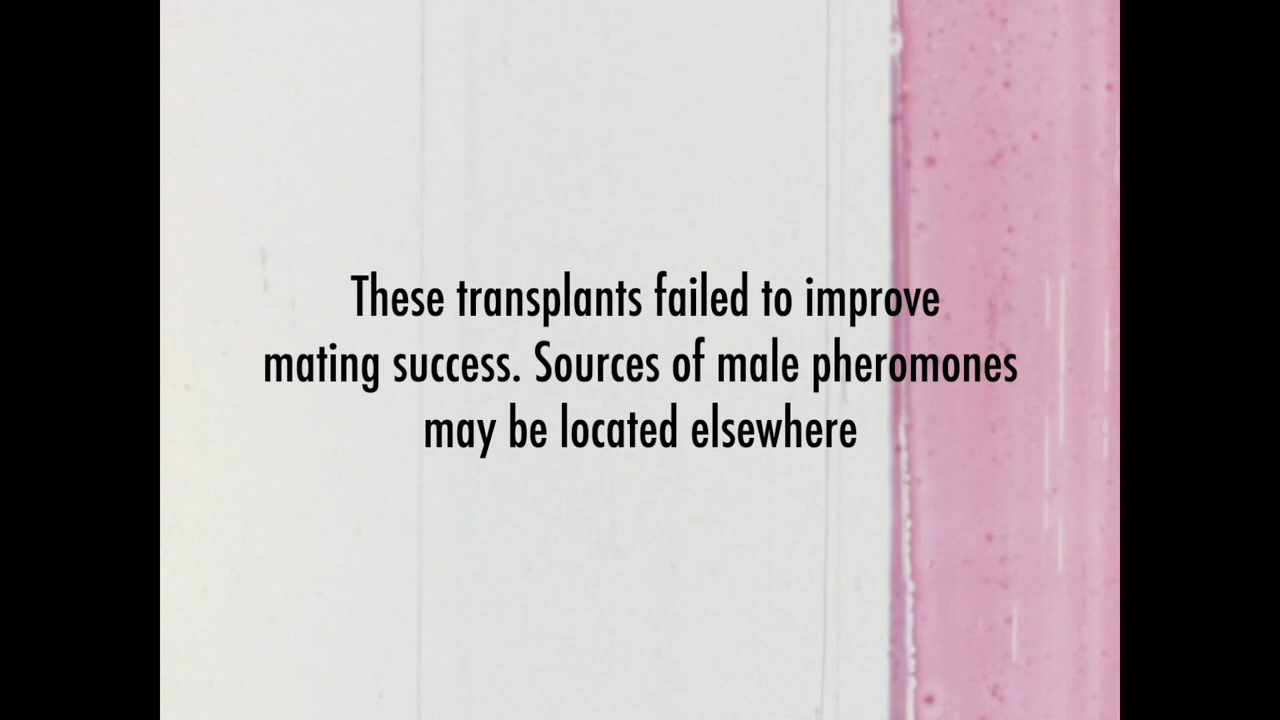 These transplants failed to improve
mating success. Sources of male pheromones
may be located elsewhere